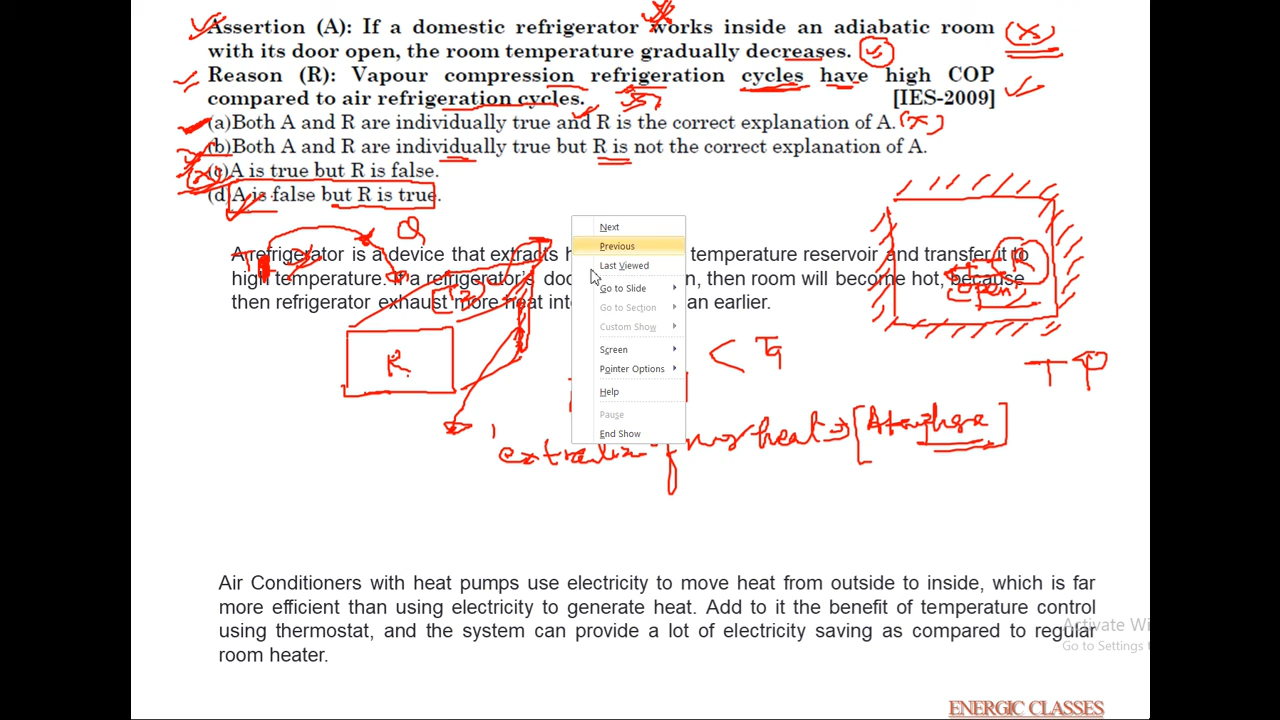 Assertion (A): If a domestic refrigerator works inside an adiabatic room
with its door open, the room temperature gradually decreases.
Reason (R): Vapour compression refrigeration cycles have high COP
compared to air refrigeration cycles. [IES-2009]
(a)Both A and R are individually true and R is the correct explanation of A. (x)
(b)Both A and R are individually true but R is not the correct explanation of A.
(c)A is true but R is false.
(d)A is false but R is true.
Q
A refrigerator is a device that extracts temperature reservoir and transfer it to
high temperature. If a refrigerator's then room will become hot, because
then refrigerator exhaust more heat an earlier.
R
open
R
T
Next
Previous
Last Viewed
Go to Slide
Go to Section
Custom Show
Screen
Pointer Options
Help
Pause
End Show
heat
Air Conditioners with heat pumps use electricity to move heat from outside to inside, which is far
more efficient than using electricity to generate heat. Add to it the benefit of temperature control
using thermostat, and the system can provide a lot of electricity saving as compared to regular
room heater.
Activate Wi
Go to Settings
ENERGIC CLASSES